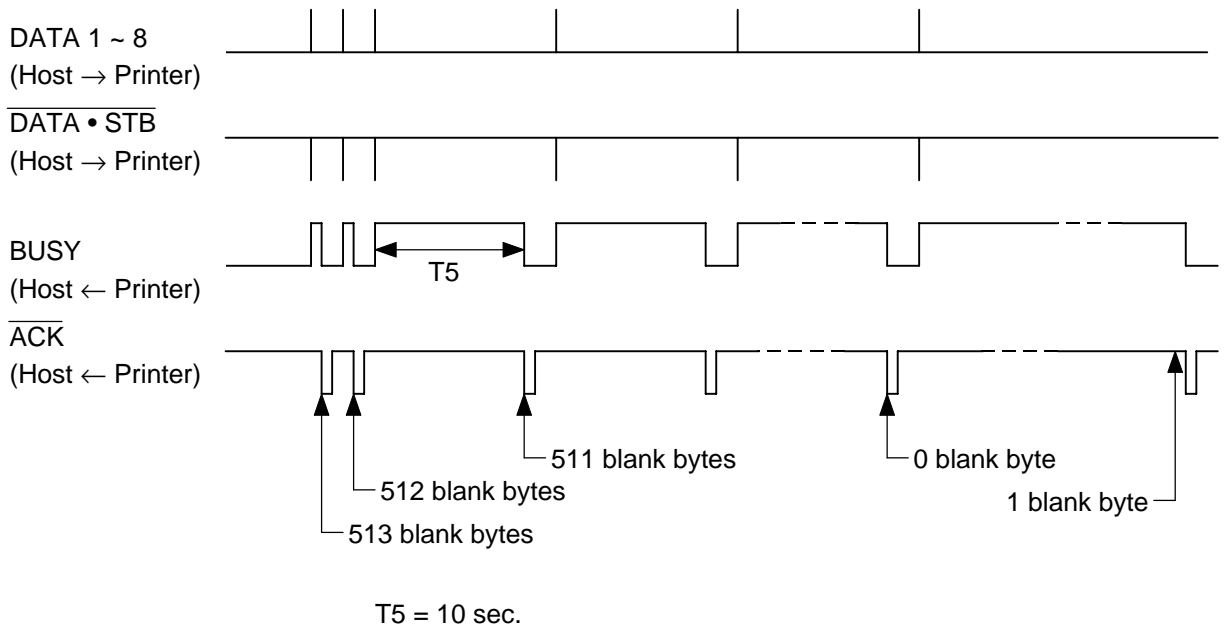 DATA 1 ~ 8
(Host → Printer)
DATA • STB
(Host → Printer)
BUSY
(Host ← Printer)
T5
ACK
(Host ← Printer)
511 blank bytes
0 blank byte
512 blank bytes
1 blank byte
513 blank bytes
T5 = 10 sec.